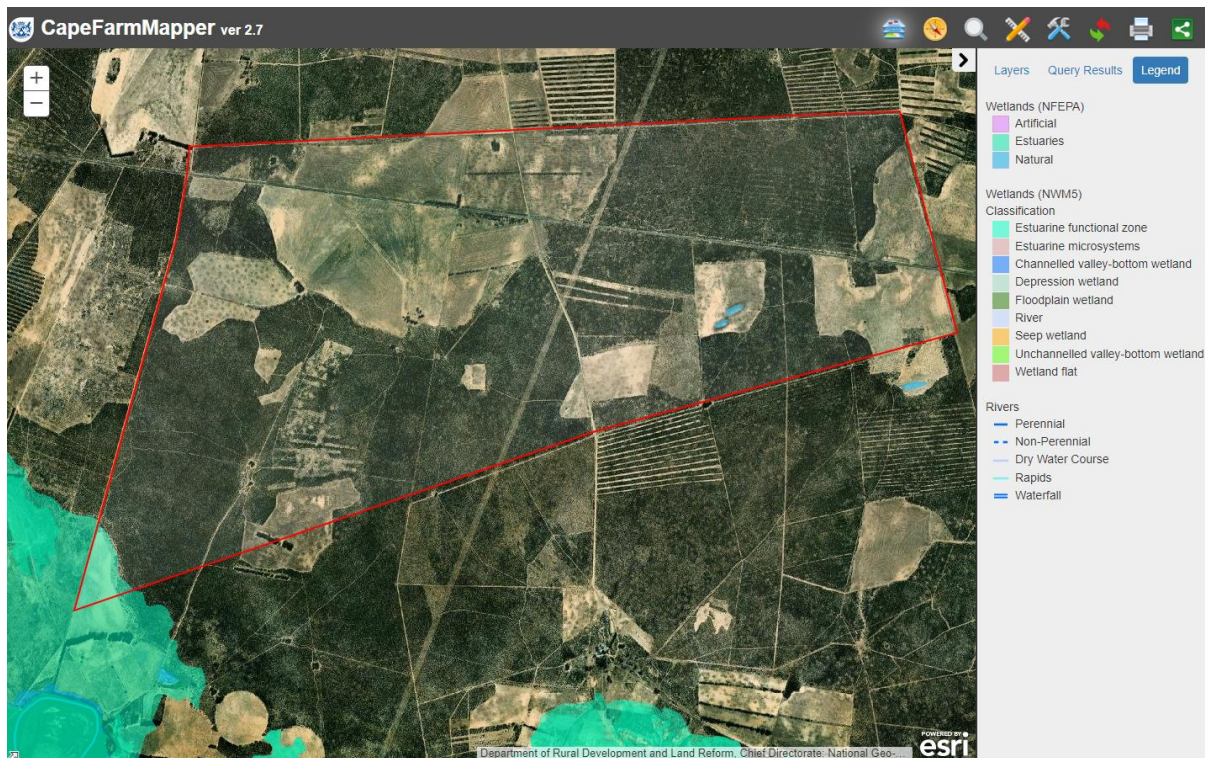 CapeFarmMapper ver 2.7
+
−
Layers Query Results Legend
Wetlands (NFEPA)
Artificial
Estuaries
Natural
Wetlands (NWM5)
Classification
Estuarine functional zone
Estuarine microsystems
Channelled valley-bottom wetland
Depression wetland
Floodplain wetland
River
Seep wetland
Unchannelled valley-bottom wetland
Wetland flat
Rivers
Perennial
Non-Perennial
Dry Water Course
Rapids
Waterfall
POWERED BY
esri
Department of Rural Development and Land Reform, Chief Directorate: National Geo-...